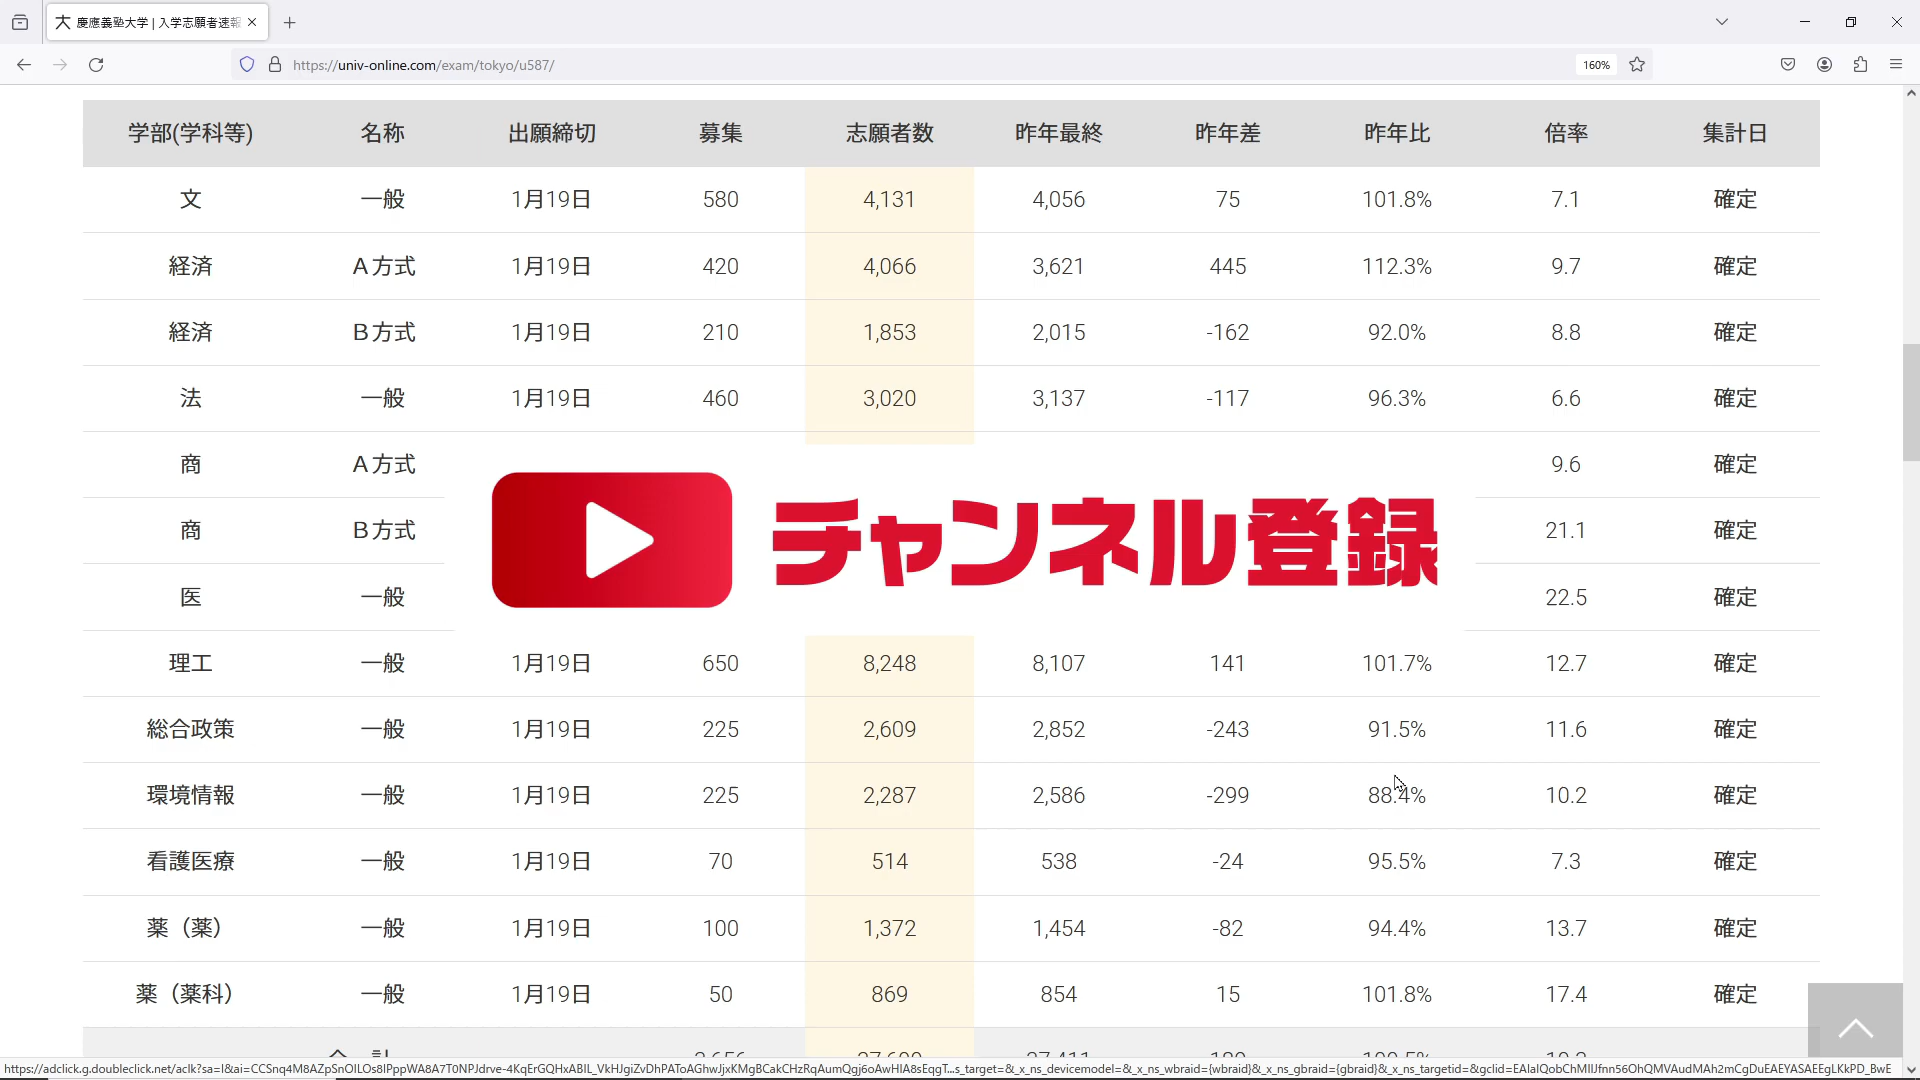 慶應義塾大学 | 入学志願者速報
https://univ-online.com/exam/tokyo/u587/
160%
学部(学科等) 名称 出願締切 募集 志願者数 昨年最終 昨年差 昨年比 倍率 集計日
文 一般 1月19日 580 4,131 4,056 75 101.8% 7.1 確定
経済 A方式 1月19日 420 4,066 3,621 445 112.3% 9.7 確定
経済 B方式 1月19日 210 1,853 2,015 -162 92.0% 8.8 確定
法 一般 1月19日 460 3,020 3,137 -117 96.3% 6.6 確定
商 A方式 9.6 確定
商 B方式 21.1 確定
医 一般 22.5 確定
チャンネル登録
理工 一般 1月19日 650 8,248 8,107 141 101.7% 12.7 確定
総合政策 一般 1月19日 225 2,609 2,852 -243 91.5% 11.6 確定
環境情報 一般 1月19日 225 2,287 2,586 -299 88.4% 10.2 確定
看護医療 一般 1月19日 70 514 538 -24 95.5% 7.3 確定
薬（薬） 一般 1月19日 100 1,372 1,454 -82 94.4% 13.7 確定
薬（薬科） 一般 1月19日 50 869 854 15 101.8% 17.4 確定